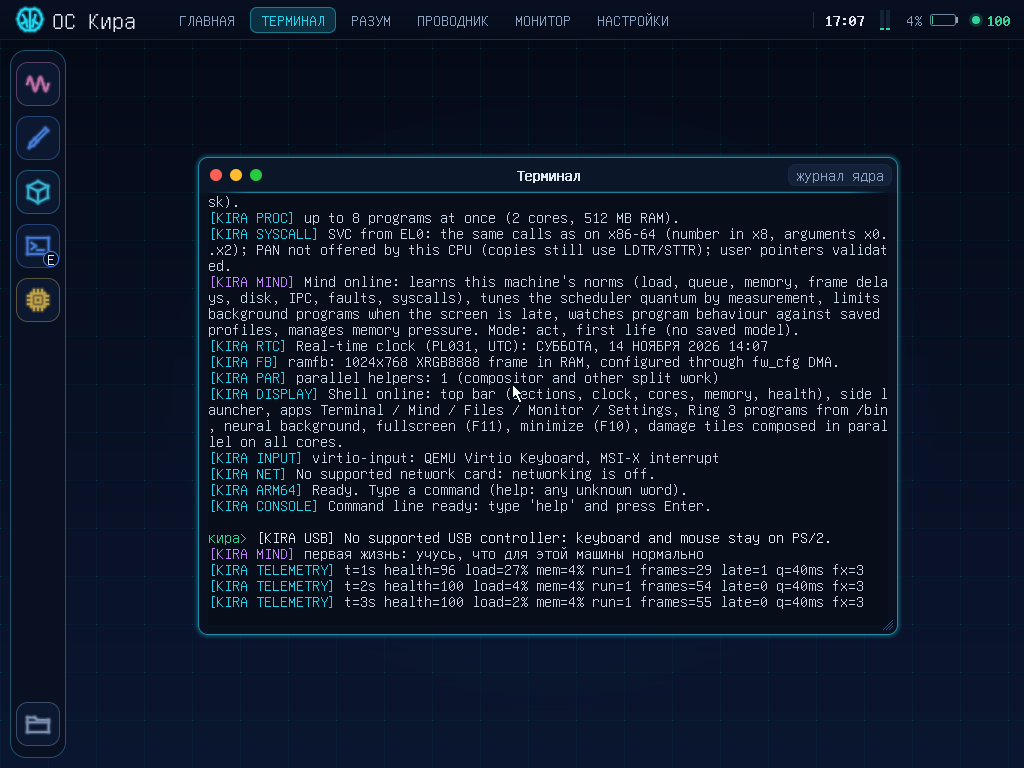 ОС Кира
ГЛАВНАЯ ТЕРМИНАЛ РАЗУМ ПРОВОДНИК МОНИТОР НАСТРОЙКИ
17:07 4% 100
E
Терминал
журнал ядра
sk).
[KIRA PROC] up to 8 programs at once (2 cores, 512 MB RAM).
[KIRA SYSCALL] SVC from EL0: the same calls as on x86-64 (number in x8, arguments x0.
.x2); PAN not offered by this CPU (copies still use LDTR/STTR); user pointers validat
ed.
[KIRA MIND] Mind online: learns this machine's norms (load, queue, memory, frame dela
ys, disk, IPC, faults, syscalls), tunes the scheduler quantum by measurement, limits
background programs when the screen is late, watches program behaviour against saved
profiles, manages memory pressure. Mode: act, first life (no saved model).
[KIRA RTC] Real-time clock (PL031, UTC): СУББОТА, 14 НОЯБРЯ 2026 14:07
[KIRA FB] ramfb: 1024x768 XRGB8888 frame in RAM, configured through fw_cfg DMA.
[KIRA PAR] parallel helpers: 1 (compositor and other split work)
[KIRA DISPLAY] Shell online: top bar (sections, clock, cores, memory, health), side l
auncher, apps Terminal / Mind / Files / Monitor / Settings, Ring 3 programs from /bin
, neural background, fullscreen (F11), minimize (F10), damage tiles composed in paral
lel on all cores.
[KIRA INPUT] virtio-input: QEMU Virtio Keyboard, MSI-X interrupt
[KIRA NET] No supported network card: networking is off.
[KIRA ARM64] Ready. Type a command (help: any unknown word).
[KIRA CONSOLE] Command line ready: type 'help' and press Enter.
кира> [KIRA USB] No supported USB controller: keyboard and mouse stay on PS/2.
[KIRA MIND] первая жизнь: учусь, что для этой машины нормально
[KIRA TELEMETRY] t=1s health=96 load=27% mem=4% run=1 frames=29 late=1 q=40ms fx=3
[KIRA TELEMETRY] t=2s health=100 load=4% mem=4% run=1 frames=54 late=0 q=40ms fx=3
[KIRA TELEMETRY] t=3s health=100 load=2% mem=4% run=1 frames=55 late=0 q=40ms fx=3